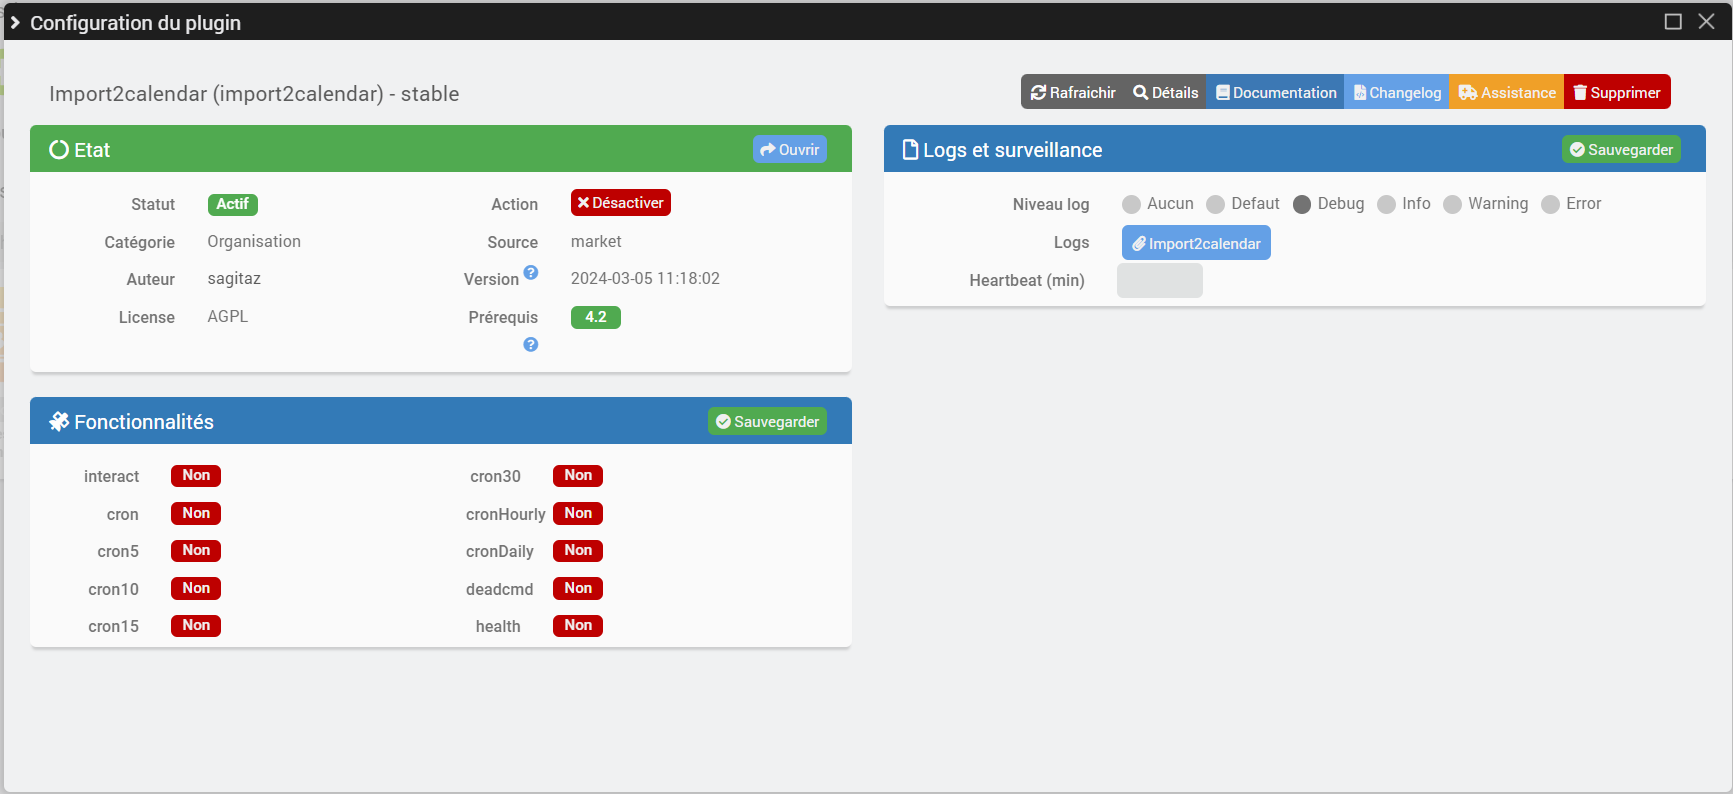 Configuration du plugin
Import2calendar (import2calendar) - stable
Rafraichir Détails Documentation Changelog Assistance Supprimer
Etat
Ouvrir
Statut Actif Action Désactiver
Catégorie Organisation Source market
Auteur sagitaz Version ? 2024-03-05 11:18:02
License AGPL Prérequis 4.2
?
Logs et surveillance
Sauvegarder
Niveau log Aucun Defaut Debug Info Warning Error
Logs Import2calendar
Heartbeat (min)
Fonctionnalités
Sauvegarder
interact Non cron30 Non
cron Non cronHourly Non
cron5 Non cronDaily Non
cron10 Non deadcmd Non
cron15 Non health Non